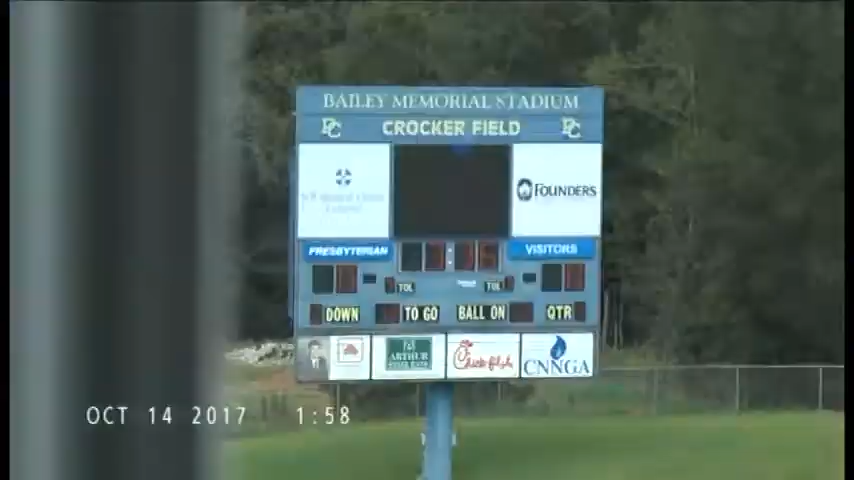 BAILEY MEMORIAL STADIUM
PC CROCKER FIELD PC
FOUNDERS
PRESBYTERIAN VISITORS
TOL TOL
DOWN TO GO BALL ON QTR
ARTHUR
Chick-fil-A
CNNGA
OCT 14 2017 1:58